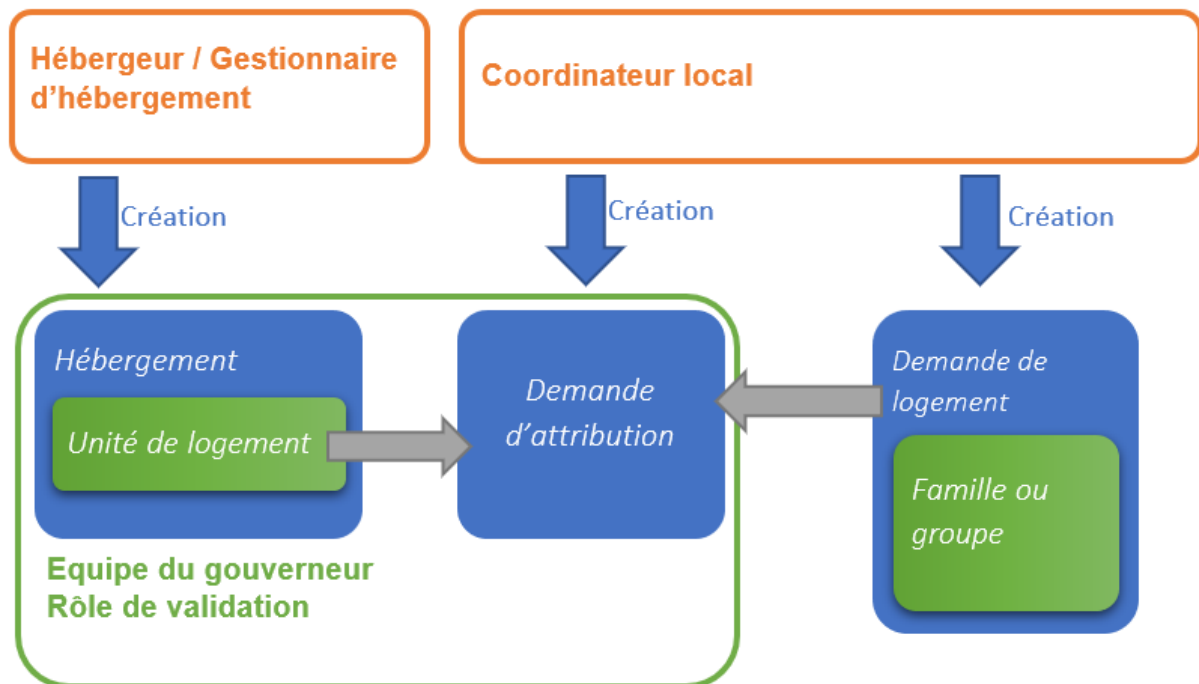 Hébergeur / Gestionnaire
d'hébergement
Coordinateur local
Création
Création
Création
Hébergement
Unité de logement
Demande
d'attribution
Demande de
logement
Famille ou
groupe
Equipe du gouverneur
Rôle de validation